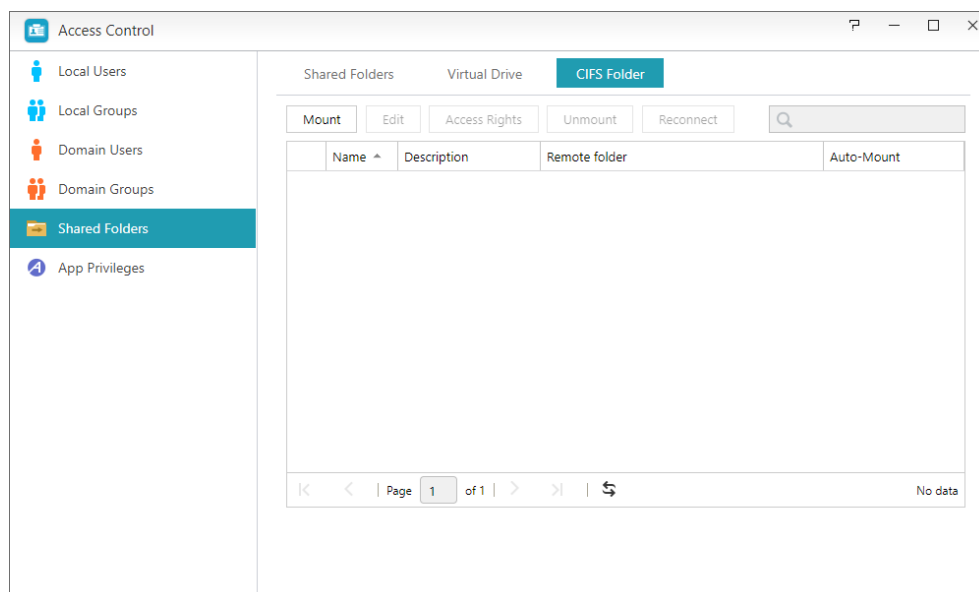 Access Control
Local Users
Local Groups
Domain Users
Domain Groups
Shared Folders
App Privileges
Shared Folders Virtual Drive CIFS Folder
Mount Edit Access Rights Unmount Reconnect
Name Description Remote folder Auto-Mount
Page 1 of 1 No data